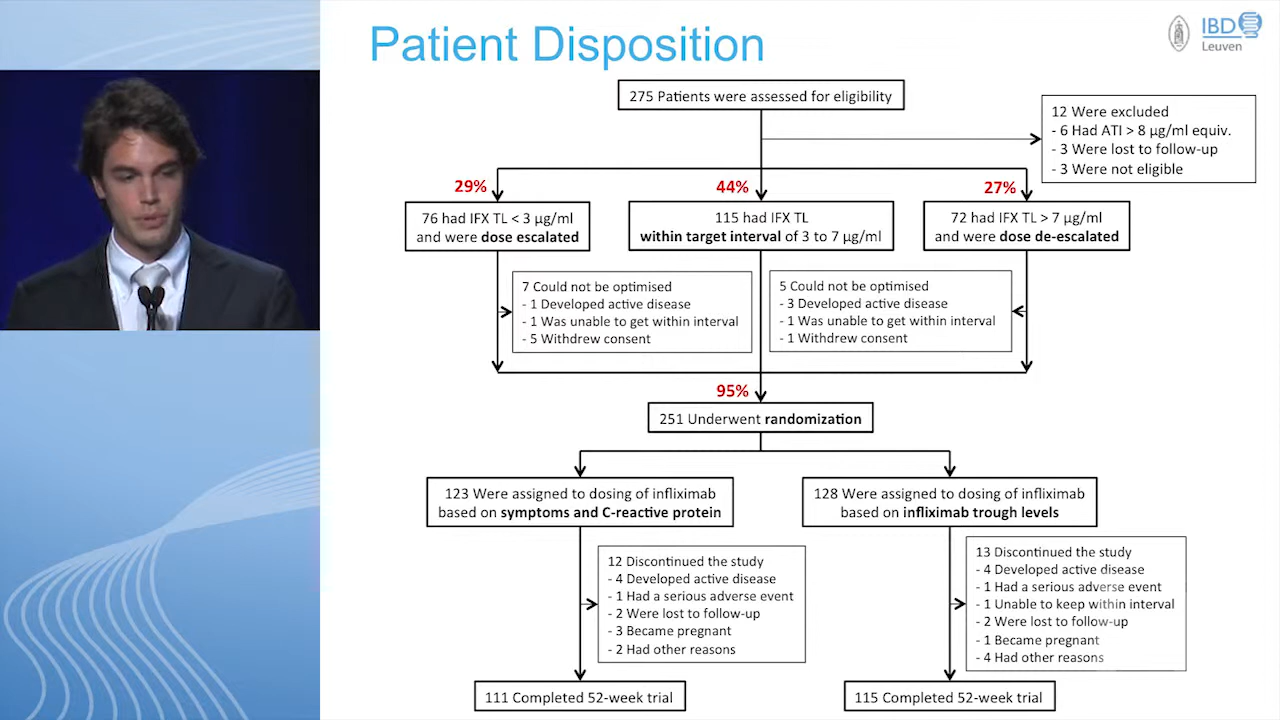 Patient Disposition
IBD
Leuven
275 Patients were assessed for eligibility
12 Were excluded
- 6 Had ATI > 8 µg/ml equiv.
- 3 Were lost to follow-up
- 3 Were not eligible
29%
44%
27%
76 had IFX TL < 3 µg/ml
and were dose escalated
115 had IFX TL
within target interval of 3 to 7 µg/ml
72 had IFX TL > 7 µg/ml
and were dose de-escalated
7 Could not be optimised
- 1 Developed active disease
- 1 Was unable to get within interval
- 5 Withdrew consent
5 Could not be optimised
- 3 Developed active disease
- 1 Was unable to get within interval
- 1 Withdrew consent
95%
251 Underwent randomization
123 Were assigned to dosing of infliximab
based on symptoms and C-reactive protein
128 Were assigned to dosing of infliximab
based on infliximab trough levels
12 Discontinued the study
- 4 Developed active disease
- 1 Had a serious adverse event
- 2 Were lost to follow-up
- 3 Became pregnant
- 2 Had other reasons
13 Discontinued the study
- 4 Developed active disease
- 1 Had a serious adverse event
- 1 Unable to keep within interval
- 2 Were lost to follow-up
- 1 Became pregnant
- 4 Had other reasons
111 Completed 52-week trial
115 Completed 52-week trial